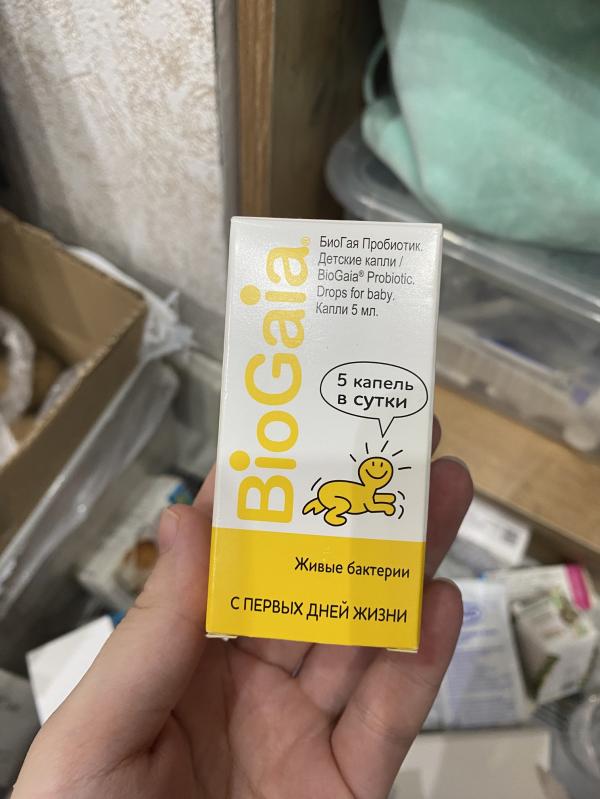 BioGaia®
БиоГая Пробиотик.
Детские капли /
BioGaia® Probiotic.
Drops for baby.
Капли 5 мл.
5 капель
в сутки
Живые бактерии
С ПЕРВЫХ ДНЕЙ ЖИЗНИ